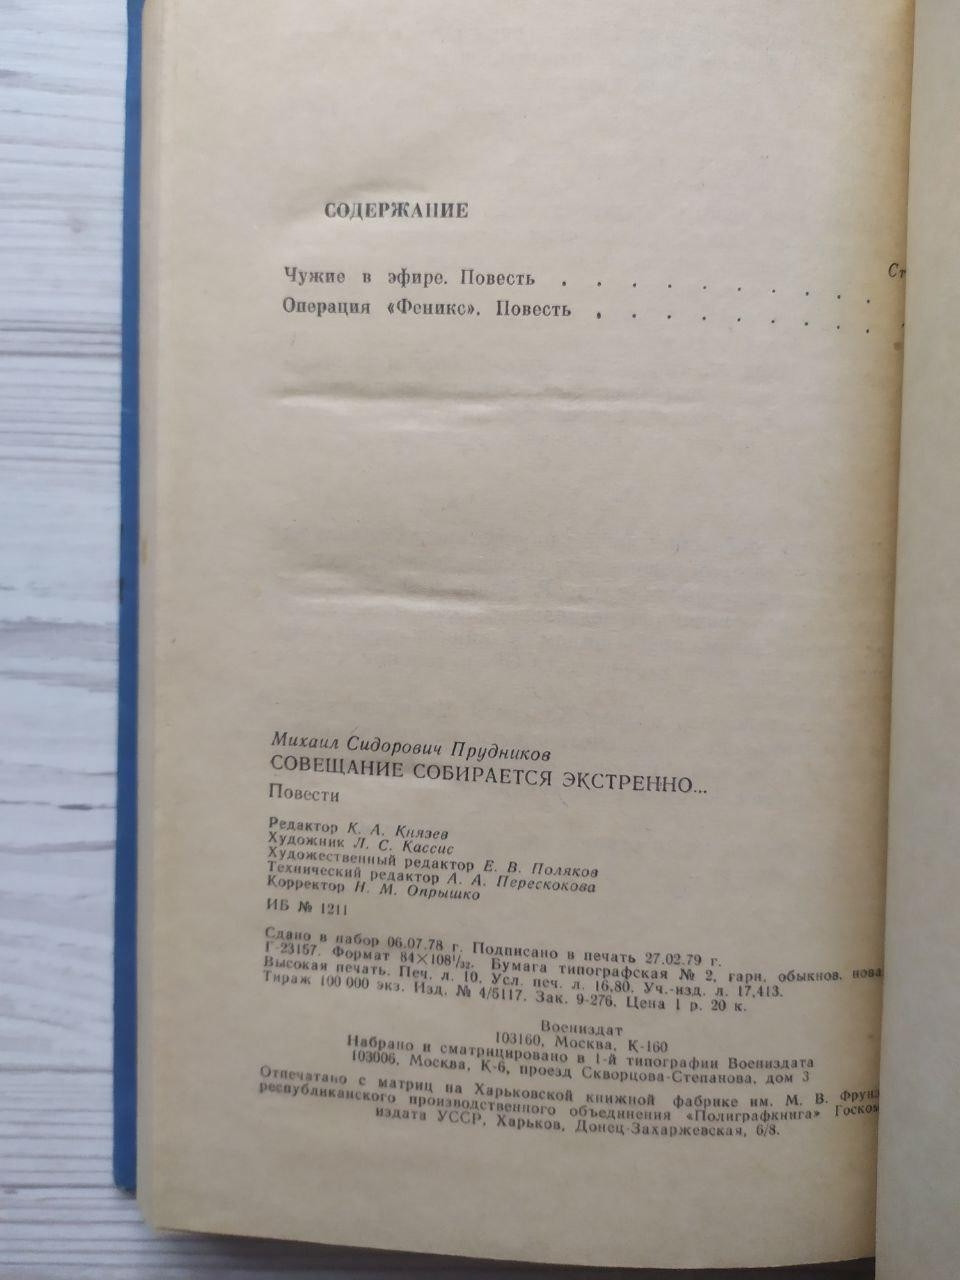 СОДЕРЖАНИЕ
Ст
Чужие в эфире. Повесть . . . . . . . . . .
Операция «Феникс». Повесть . . . . . . . . . .
Михаил Сидорович Прудников
СОВЕЩАНИЕ СОБИРАЕТСЯ ЭКСТРЕННО...
Повести
Редактор К. А. Князев
Художник Л. С. Кассис
Художественный редактор Е. В. Поляков
Технический редактор А. А. Перескокова
Корректор Н. М. Опрышко
ИБ № 1211
Сдано в набор 06.07.78 г. Подписано в печать 27.02.79 г.
Г-23157. Формат 84×108¹/₃₂. Бумага типографская № 2, гарн. обыкнов. нова
Высокая печать. Печ. л. 10. Усл. печ. л. 16,80. Уч.-изд. л. 17,413.
Тираж 100 000 экз. Изд. № 4/5117. Зак. 9-276. Цена 1 р. 20 к.
Воениздат
103160, Москва, К-160
Набрано и сматрицировано в 1-й типографии Воениздата
103006, Москва, К-6, проезд Скворцова-Степанова, дом 3
Отпечатано с матриц на Харьковской книжной фабрике им. М. В. Фрунз
республиканского производственного объединения «Полиграфкнига» Госком
издата УССР, Харьков, Донец-Захаржевская, 6/8.